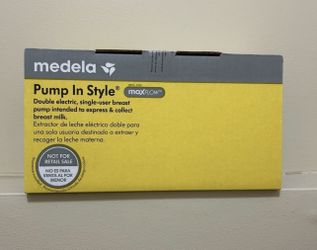 medela
Pump In Style®
maxFLOW™
Double electric, single-user breast
pump intended to express & collect
breast milk.
Extractor de leche eléctrico doble para
una sola usuaria destinado a extraer y
recoger la leche materna.
NOT FOR
RETAIL SALE
NO ES PARA
VENTA AL POR
MENOR